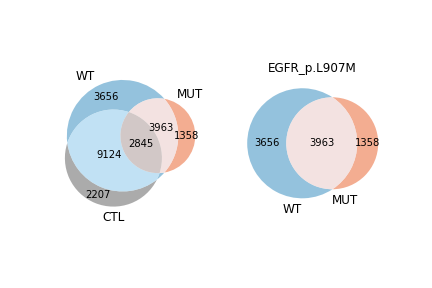 WT
3656
MUT
3963
1358
2845
9124
2207
CTL
EGFR_p.L907M
3656
3963
1358
WT
MUT